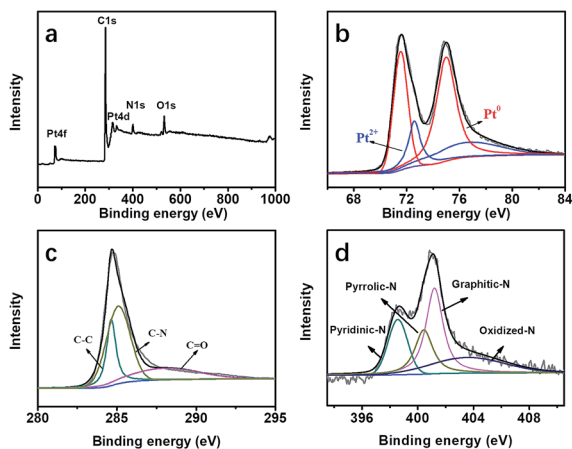 a
C1s
Pt4f
Pt4d
N1s
O1s
Intensity
0 200 400 600 800 1000
Binding energy (eV)
b
Pt2+
Pt0
Intensity
68 72 76 80 84
Binding energy (eV)
c
C-C
C-N
C=O
Intensity
280 285 290 295
Binding energy (eV)
d
Pyrrolic-N
Graphitic-N
Pyridinic-N
Oxidized-N
Intensity
396 400 404 408
Binding energy (eV)